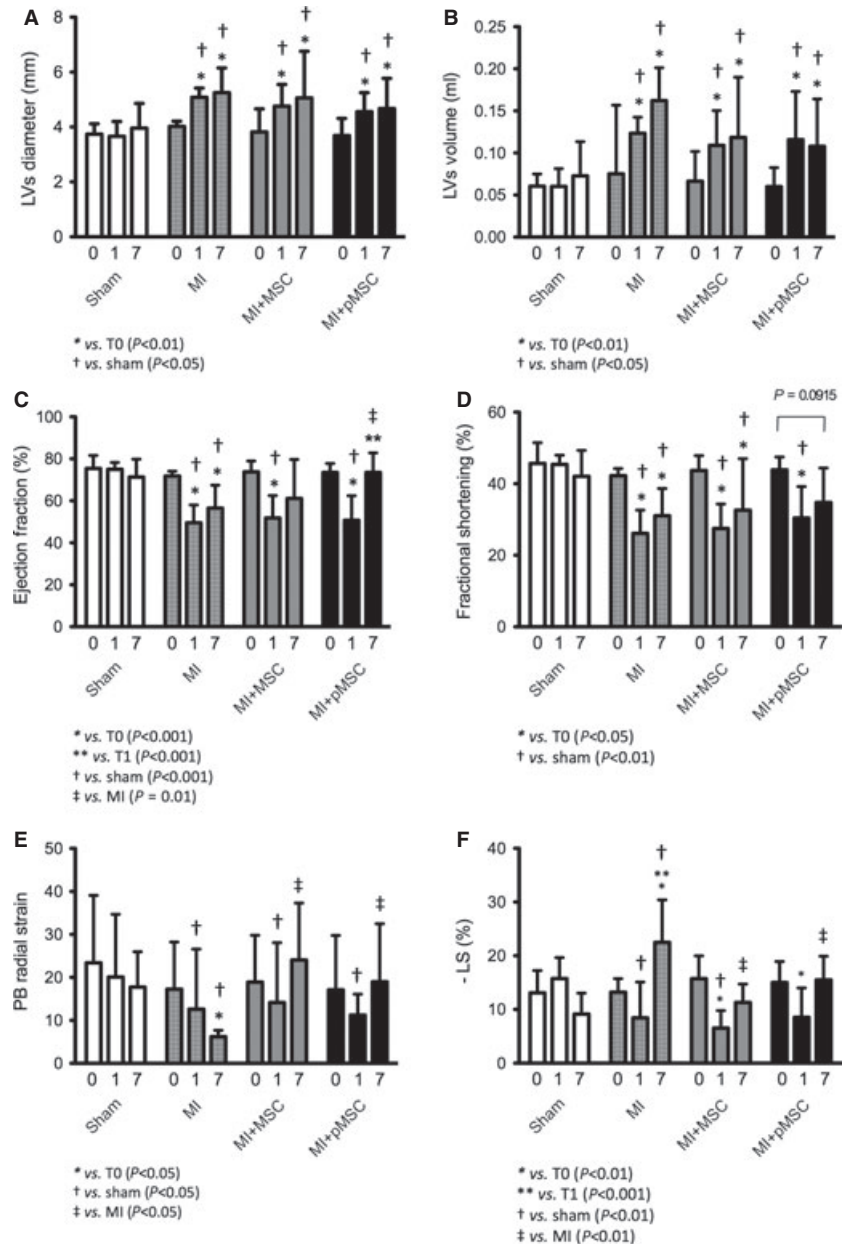 A
LVs diameter (mm)
8
6
4
2
0
†
*
†
*
†
*
†
*
†
*
†
*
0 1 7 0 1 7 0 1 7 0 1 7
Sham MI MI+MSC MI+pMSC
* vs. T0 (P<0.01)
† vs. sham (P<0.05)
B
LVs volume (ml)
0.25
0.20
0.15
0.10
0.05
0.00
†
*
†
*
†
*
†
*
†
*
†
*
0 1 7 0 1 7 0 1 7 0 1 7
Sham MI MI+MSC MI+pMSC
* vs. T0 (P<0.01)
† vs. sham (P<0.05)
C
Ejection fraction (%)
100
80
60
40
20
0
†
*
†
*
†
*
†
*
‡
**
0 1 7 0 1 7 0 1 7 0 1 7
Sham MI MI+MSC MI+pMSC
* vs. T0 (P<0.001)
** vs. T1 (P<0.001)
† vs. sham (P<0.001)
‡ vs. MI (P = 0.01)
D
Fractional shortening (%)
60
40
20
0
†
*
†
*
†
*
†
*
P = 0.0915
†
*
0 1 7 0 1 7 0 1 7 0 1 7
Sham MI MI+MSC MI+pMSC
* vs. T0 (P<0.05)
† vs. sham (P<0.01)
E
PB radial strain
50
40
30
20
10
0
†
†
*
†
‡
†
‡
0 1 7 0 1 7 0 1 7 0 1 7
Sham MI MI+MSC MI+pMSC
* vs. T0 (P<0.05)
† vs. sham (P<0.05)
‡ vs. MI (P<0.05)
F
- LS (%)
40
30
20
10
0
†
†
**
*
†
*
‡
*
‡
0 1 7 0 1 7 0 1 7 0 1 7
Sham MI MI+MSC MI+pMSC
* vs. T0 (P<0.01)
** vs. T1 (P<0.001)
† vs. sham (P<0.01)
‡ vs. MI (P<0.01)